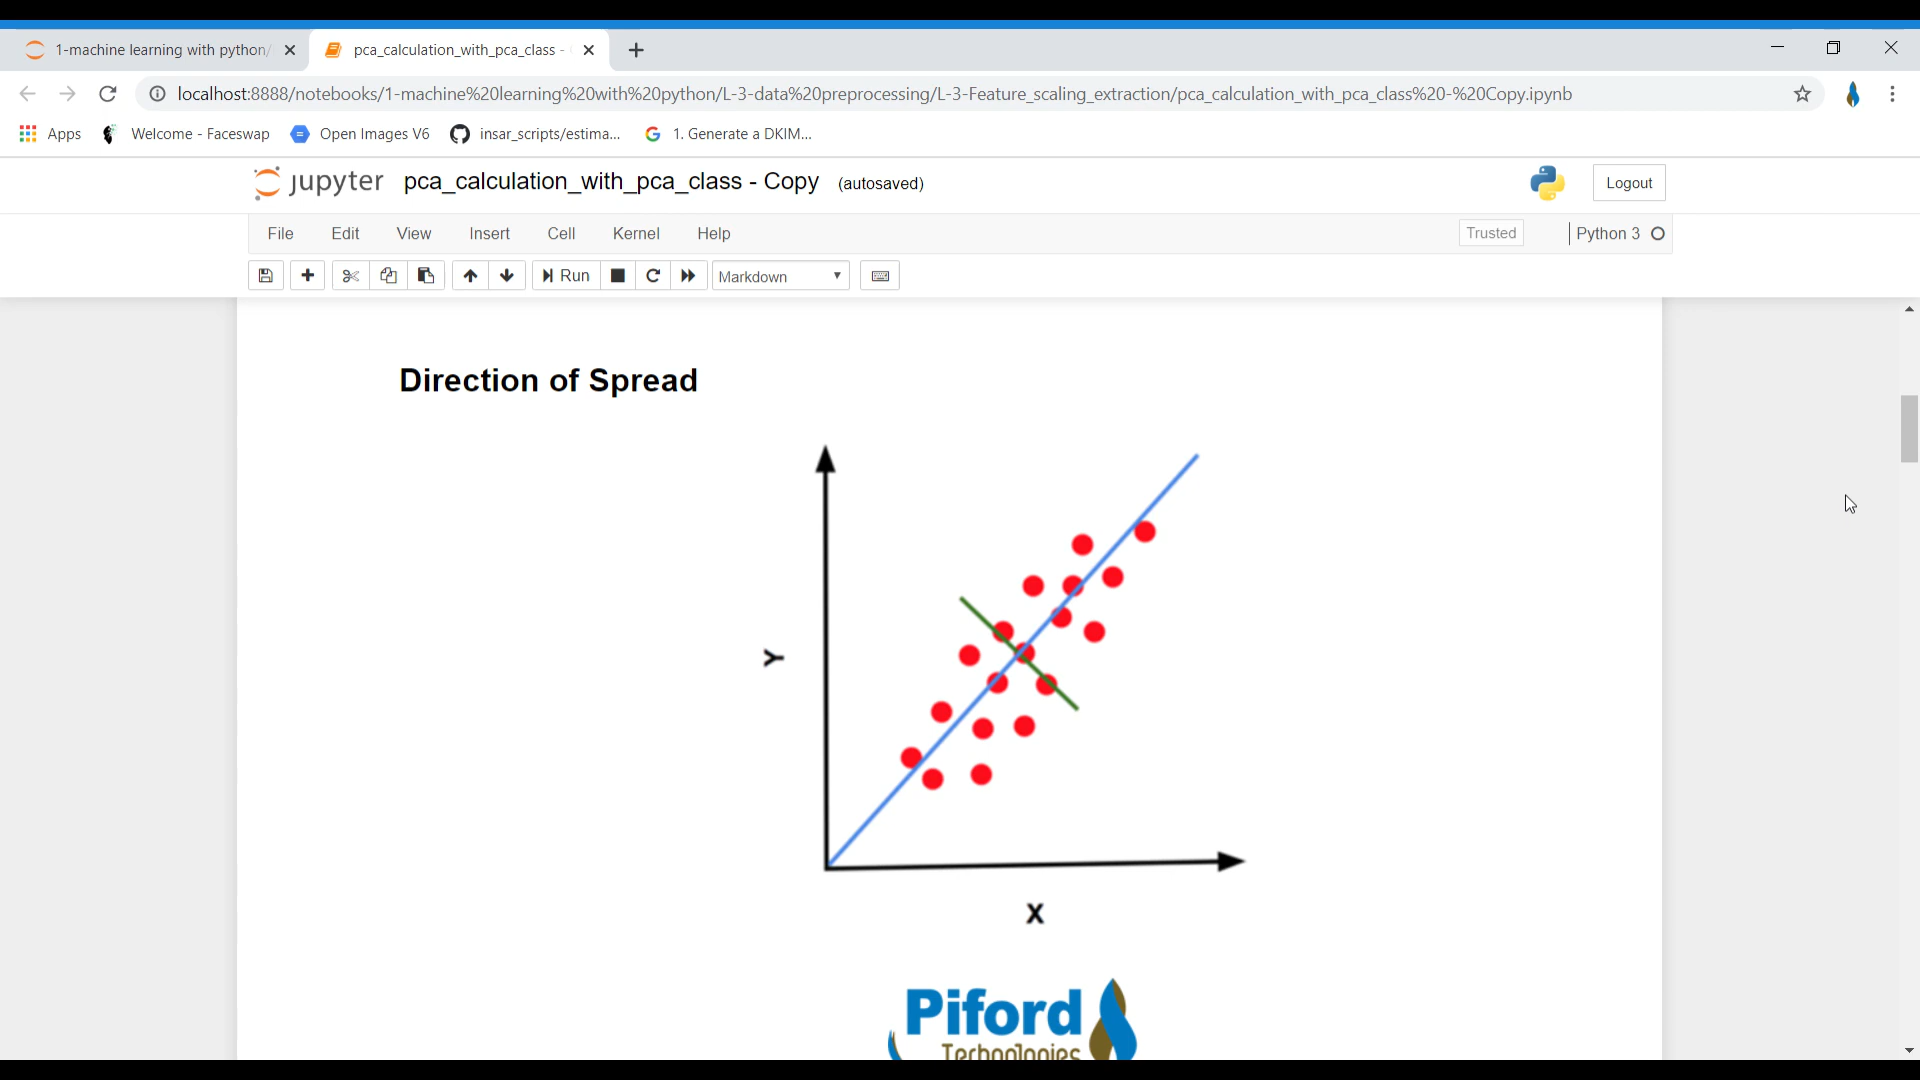 1-machine learning with python/
pca_calculation_with_pca_class -
localhost:8888/notebooks/1-machine%20learning%20with%20python/L-3-data%20preprocessing/L-3-Feature_scaling_extraction/pca_calculation_with_pca_class%20-%20Copy.ipynb
Apps Welcome - Faceswap Open Images V6 insar_scripts/estima... 1. Generate a DKIM...
jupyter pca_calculation_with_pca_class - Copy (autosaved) Logout
File Edit View Insert Cell Kernel Help Trusted Python 3
Run Markdown
Direction of Spread
Y
X
Piford
Technologies